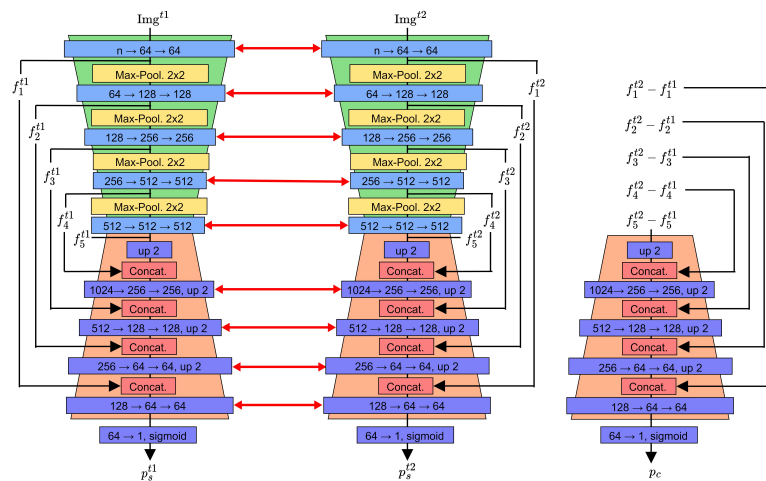 Img^{t1}
n → 64 → 64
Max-Pool. 2x2
f_1^{t1}
64 → 128 → 128
Max-Pool. 2x2
f_2^{t1}
128 → 256 → 256
Max-Pool. 2x2
f_3^{t1}
256 → 512 → 512
Max-Pool. 2x2
f_4^{t1}
512 → 512 → 512
f_5^{t1}
up 2
Concat.
1024→ 256 → 256, up 2
Concat.
512 → 128 → 128, up 2
Concat.
256 → 64 → 64, up 2
Concat.
128 → 64 → 64
64 → 1, sigmoid
p_s^{t1}
Img^{t2}
n → 64 → 64
Max-Pool. 2x2
f_1^{t2}
64 → 128 → 128
Max-Pool. 2x2
f_2^{t2}
128 → 256 → 256
Max-Pool. 2x2
f_3^{t2}
256 → 512 → 512
Max-Pool. 2x2
f_4^{t2}
512 → 512 → 512
f_5^{t2}
up 2
Concat.
1024→ 256 → 256, up 2
Concat.
512 → 128 → 128, up 2
Concat.
256 → 64 → 64, up 2
Concat.
128 → 64 → 64
64 → 1, sigmoid
p_s^{t2}
f_1^{t2} − f_1^{t1}
f_2^{t2} − f_2^{t1}
f_3^{t2} − f_3^{t1}
f_4^{t2} − f_4^{t1}
f_5^{t2} − f_5^{t1}
up 2
Concat.
1024→ 256 → 256, up 2
Concat.
512 → 128 → 128, up 2
Concat.
256 → 64 → 64, up 2
Concat.
128 → 64 → 64
64 → 1, sigmoid
p_c